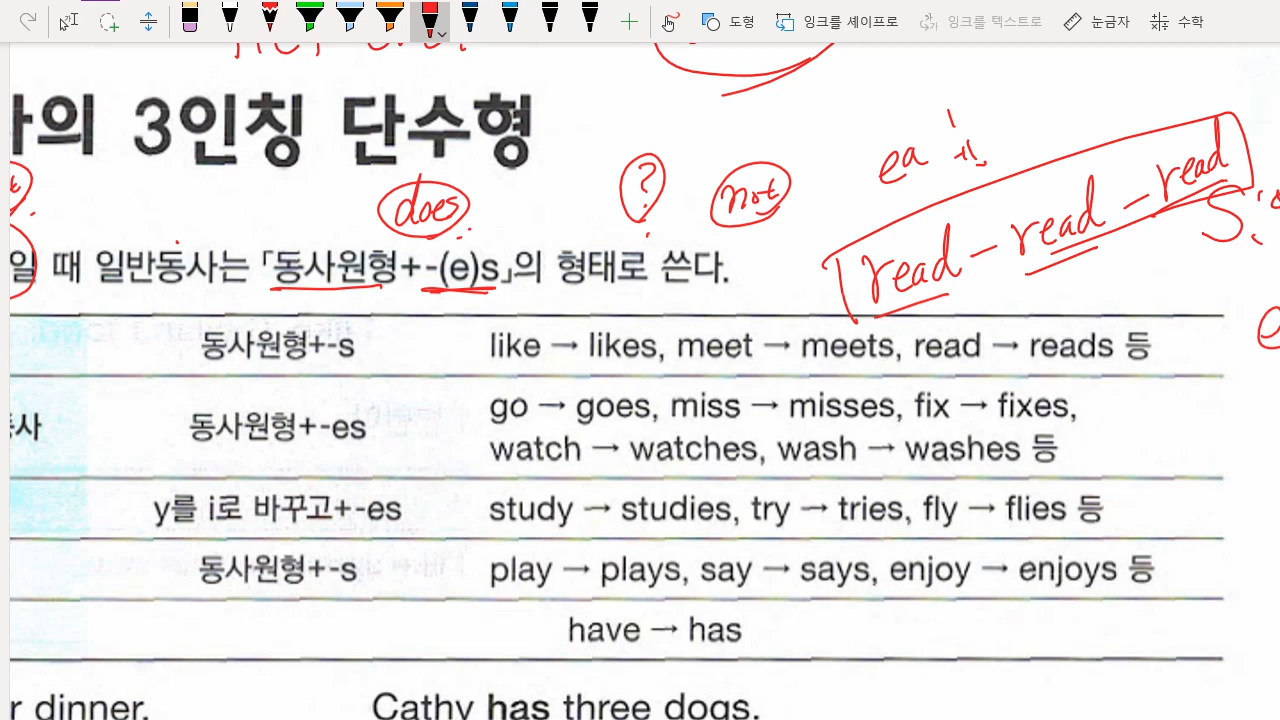 도형 잉크를 셰이프로 잉크를 텍스트로 눈금자 수학
의 3인칭 단수형
ea
does ? not read - read - read
일 때 일반동사는 「동사원형+-(e)s」의 형태로 쓴다.
동사원형+-s like → likes, meet → meets, read → reads 등
동사원형+-es go → goes, miss → misses, fix → fixes,
watch → watches, wash → washes 등
y를 i로 바꾸고+-es study → studies, try → tries, fly → flies 등
동사원형+-s play → plays, say → says, enjoy → enjoys 등
have → has
r dinner. Cathy has three dogs.